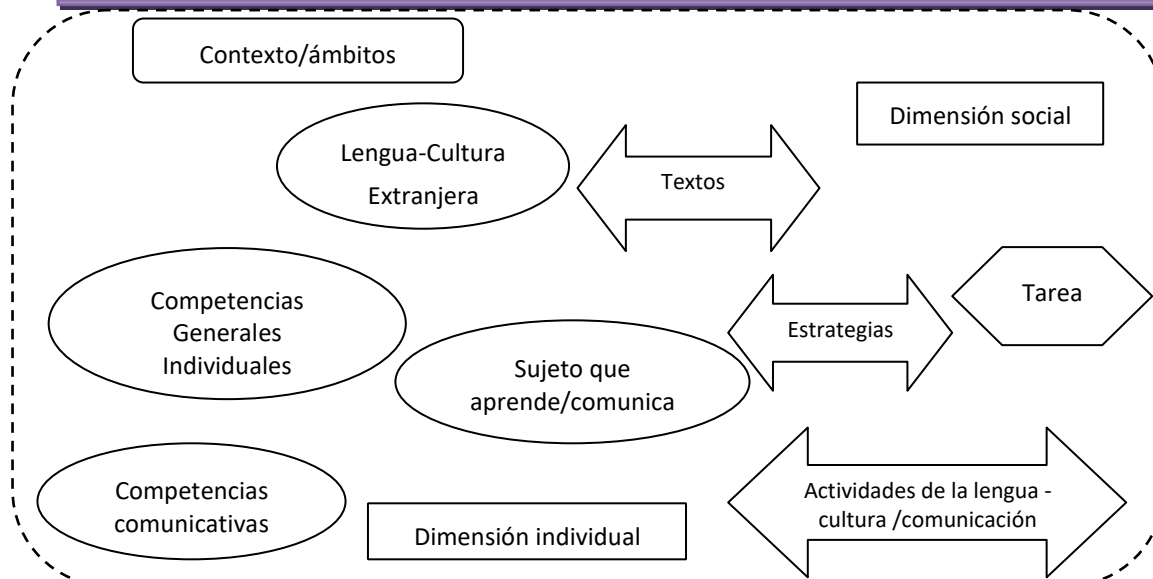 Contexto/ámbitos
Dimensión social
Lengua-Cultura
Extranjera
Textos
Competencias
Generales
Individuales
Estrategias
Tarea
Sujeto que
aprende/comunica
Competencias
comunicativas
Dimensión individual
Actividades de la lengua -
cultura /comunicación